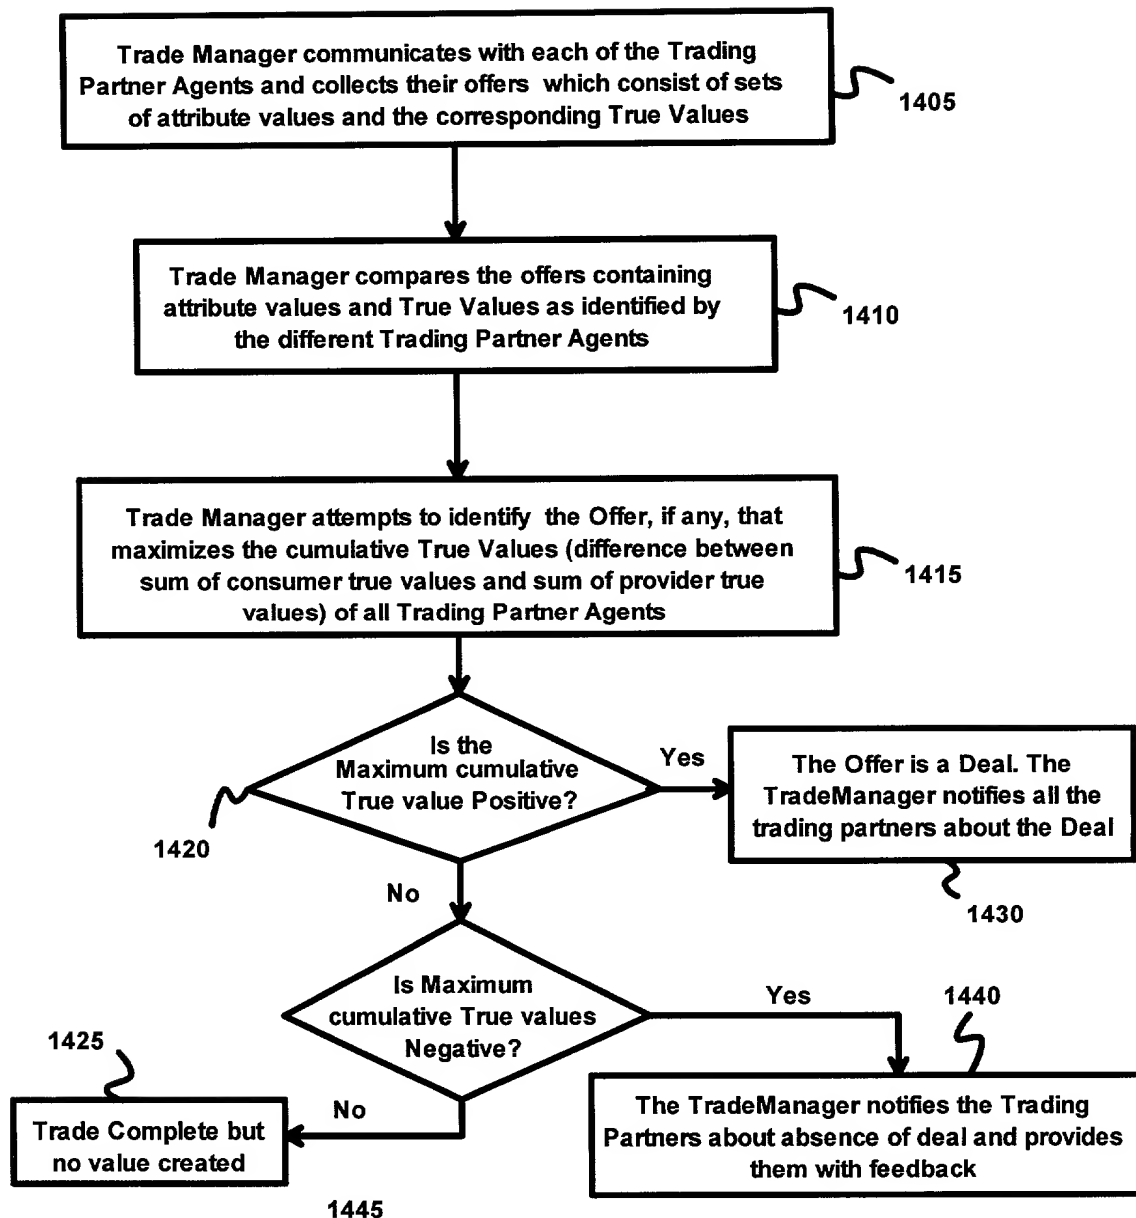 Trade Manager communicates with each of the Trading
Partner Agents and collects their offers which consist of sets
of attribute values and the corresponding True Values
1405
Trade Manager compares the offers containing
attribute values and True Values as identified by
the different Trading Partner Agents
1410
Trade Manager attempts to identify the Offer, if any, that
maximizes the cumulative True Values (difference between
sum of consumer true values and sum of provider true
values) of all Trading Partner Agents
1415
Is the
Maximum cumulative
True value Positive?
1420
Yes
The Offer is a Deal. The
TradeManager notifies all the
trading partners about the Deal
1430
No
Is Maximum
cumulative True values
Negative?
Yes
1440
The TradeManager notifies the Trading
Partners about absence of deal and provides
them with feedback
1425
No
Trade Complete but
no value created
1445